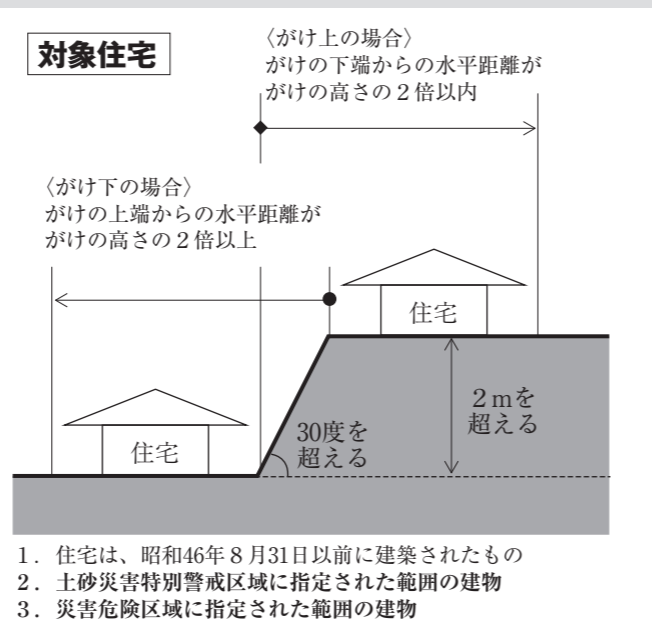 対象住宅
〈がけ上の場合〉
がけの下端からの水平距離が
がけの高さの２倍以内
〈がけ下の場合〉
がけの上端からの水平距離が
がけの高さの２倍以上
住宅
２ｍを
超える
30度を
超える
住宅
１．住宅は、昭和46年８月31日以前に建築されたもの
２．土砂災害特別警戒区域に指定された範囲の建物
３．災害危険区域に指定された範囲の建物